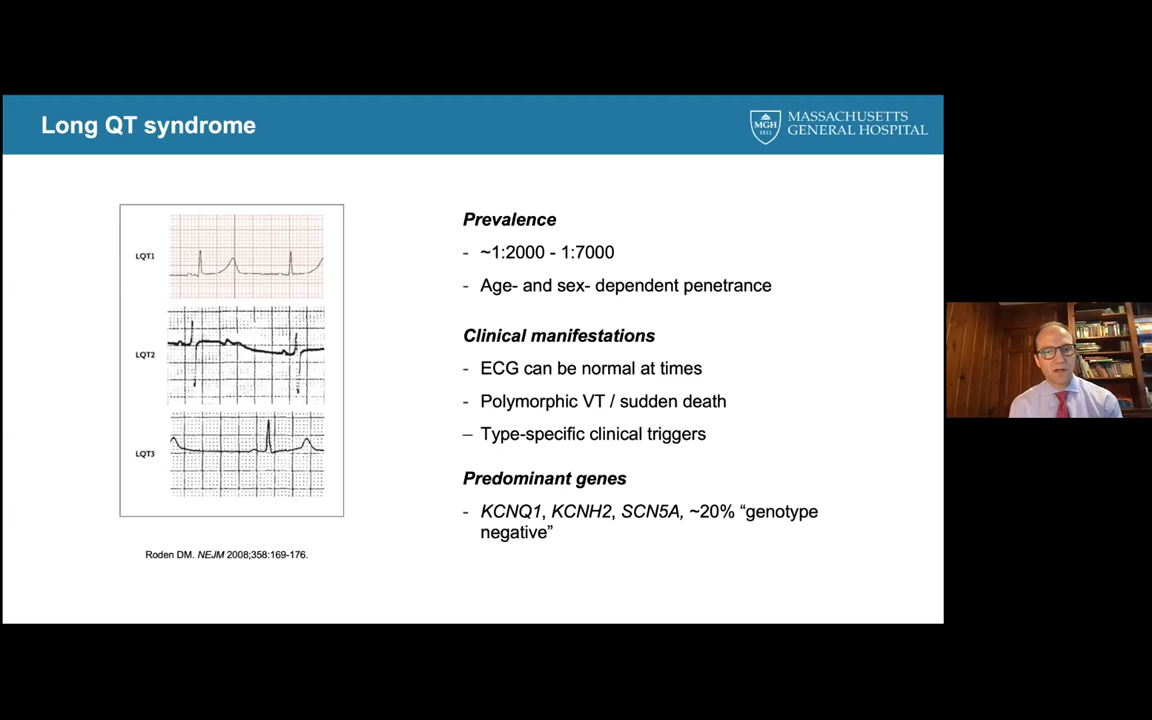 Long QT syndrome
MGH
1811
MASSACHUSETTS
GENERAL HOSPITAL
LQT1
LQT2
LQT3
Roden DM. NEJM 2008;358:169-176.
Prevalence
- ~1:2000 - 1:7000
- Age- and sex- dependent penetrance
Clinical manifestations
- ECG can be normal at times
- Polymorphic VT / sudden death
– Type-specific clinical triggers
Predominant genes
- KCNQ1, KCNH2, SCN5A, ~20% “genotype
negative”